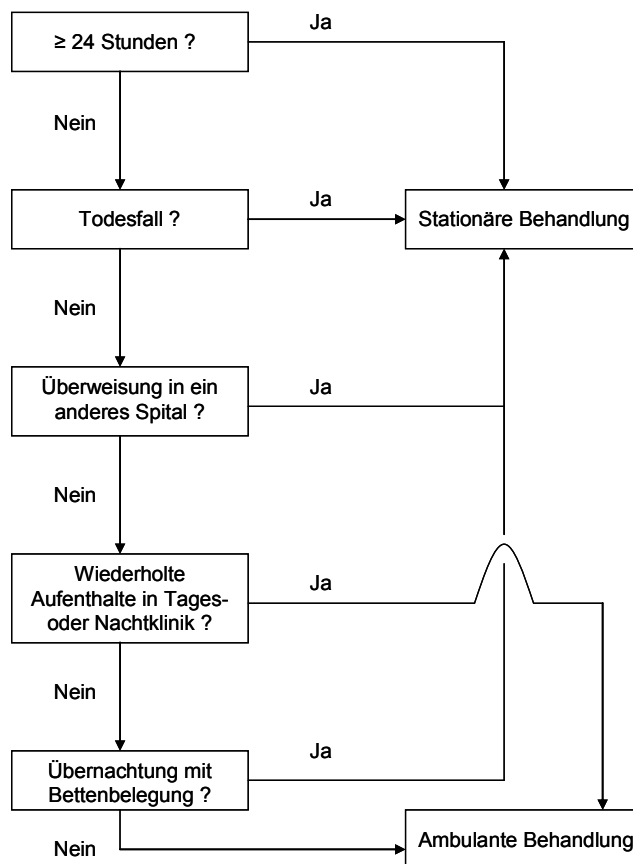 ≥ 24 Stunden ?
Ja
Nein
Todesfall ?
Ja
Stationäre Behandlung
Nein
Überweisung in ein
anderes Spital ?
Ja
Nein
Wiederholte
Aufenthalte in Tages-
oder Nachtklinik ?
Ja
Nein
Übernachtung mit
Bettenbelegung ?
Ja
Nein
Ambulante Behandlung